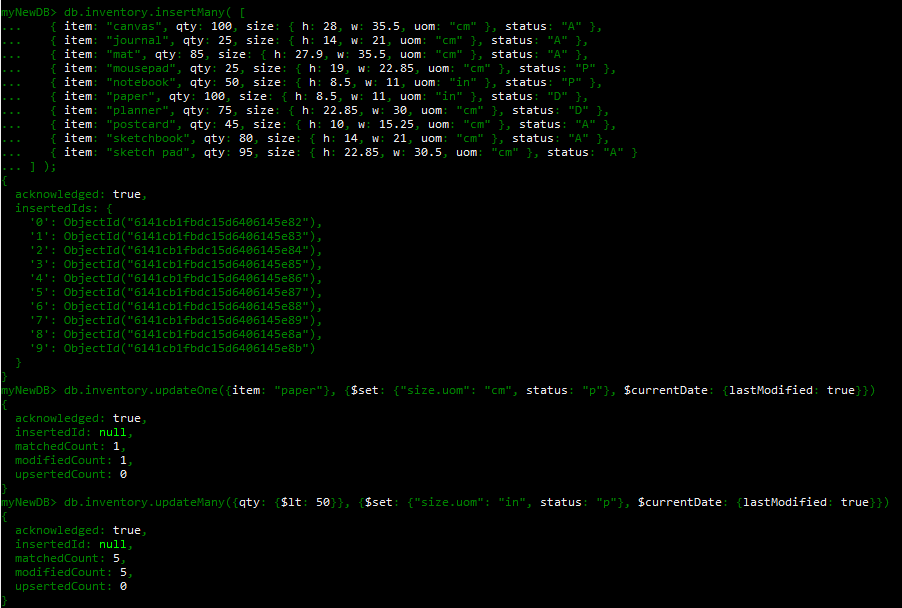 myNewDB> db.inventory.insertMany( [
...    { item: "canvas", qty: 100, size: { h: 28, w: 35.5, uom: "cm" }, status: "A" },
...    { item: "journal", qty: 25, size: { h: 14, w: 21, uom: "cm" }, status: "A" },
...    { item: "mat", qty: 85, size: { h: 27.9, w: 35.5, uom: "cm" }, status: "A" },
...    { item: "mousepad", qty: 25, size: { h: 19, w: 22.85, uom: "cm" }, status: "P" },
...    { item: "notebook", qty: 50, size: { h: 8.5, w: 11, uom: "in" }, status: "P" },
...    { item: "paper", qty: 100, size: { h: 8.5, w: 11, uom: "in" }, status: "D" },
...    { item: "planner", qty: 75, size: { h: 22.85, w: 30, uom: "cm" }, status: "D" },
...    { item: "postcard", qty: 45, size: { h: 10, w: 15.25, uom: "cm" }, status: "A" },
...    { item: "sketchbook", qty: 80, size: { h: 14, w: 21, uom: "cm" }, status: "A" },
...    { item: "sketch pad", qty: 95, size: { h: 22.85, w: 30.5, uom: "cm" }, status: "A" }
... ] );
{
  acknowledged: true,
  insertedIds: {
    '0': ObjectId("6141cb1fbdc15d6406145e82"),
    '1': ObjectId("6141cb1fbdc15d6406145e83"),
    '2': ObjectId("6141cb1fbdc15d6406145e84"),
    '3': ObjectId("6141cb1fbdc15d6406145e85"),
    '4': ObjectId("6141cb1fbdc15d6406145e86"),
    '5': ObjectId("6141cb1fbdc15d6406145e87"),
    '6': ObjectId("6141cb1fbdc15d6406145e88"),
    '7': ObjectId("6141cb1fbdc15d6406145e89"),
    '8': ObjectId("6141cb1fbdc15d6406145e8a"),
    '9': ObjectId("6141cb1fbdc15d6406145e8b")
  }
}
myNewDB> db.inventory.updateOne({item: "paper"}, {$set: {"size.uom": "cm", status: "p"}, $currentDate: {lastModified: true}})
{
  acknowledged: true,
  insertedId: null,
  matchedCount: 1,
  modifiedCount: 1,
  upsertedCount: 0
}
myNewDB> db.inventory.updateMany({qty: {$lt: 50}}, {$set: {"size.uom": "in", status: "p"}, $currentDate: {lastModified: true}})
{
  acknowledged: true,
  insertedId: null,
  matchedCount: 5,
  modifiedCount: 5,
  upsertedCount: 0
}